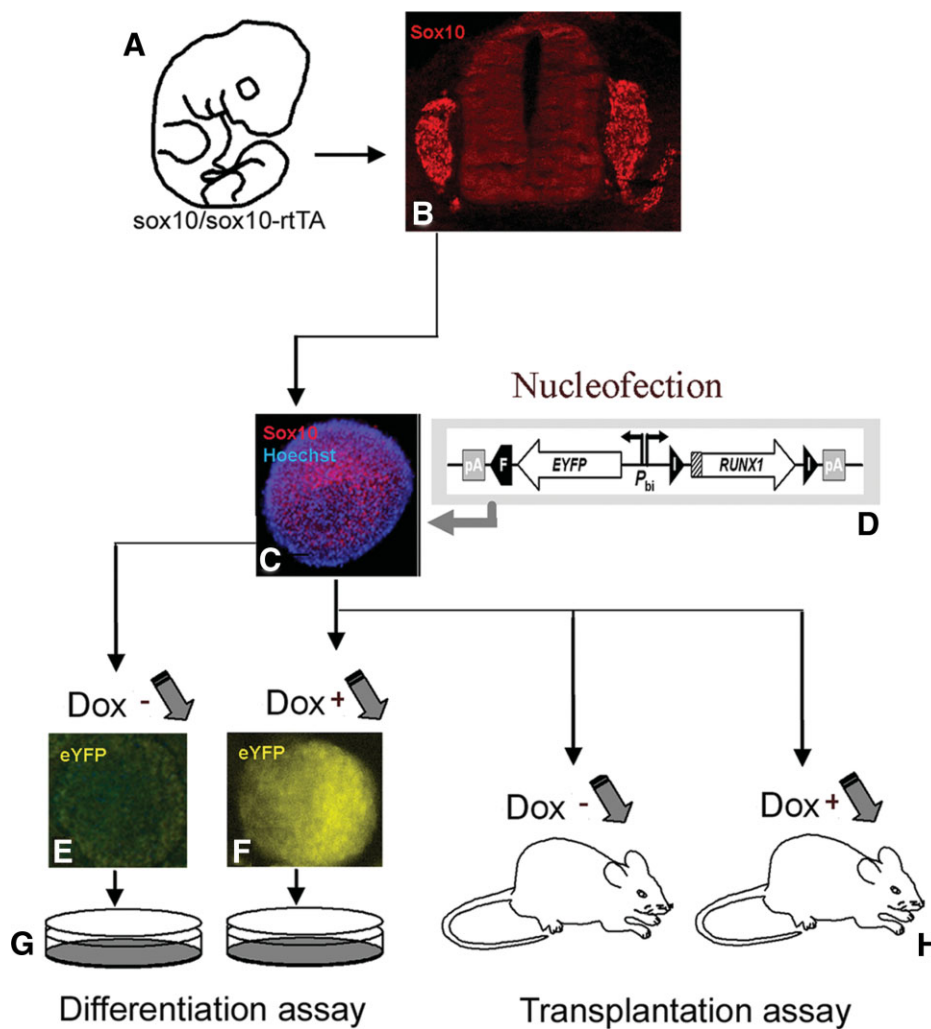 A
Sox10
B
sox10/sox10-rtTA
Nucleofection
Sox10
Hoechst
C
pA F EYFP Pbi I RUNX1 I pA
D
Dox -
Dox +
eYFP
E
eYFP
F
Dox -
Dox +
G
H
Differentiation assay
Transplantation assay